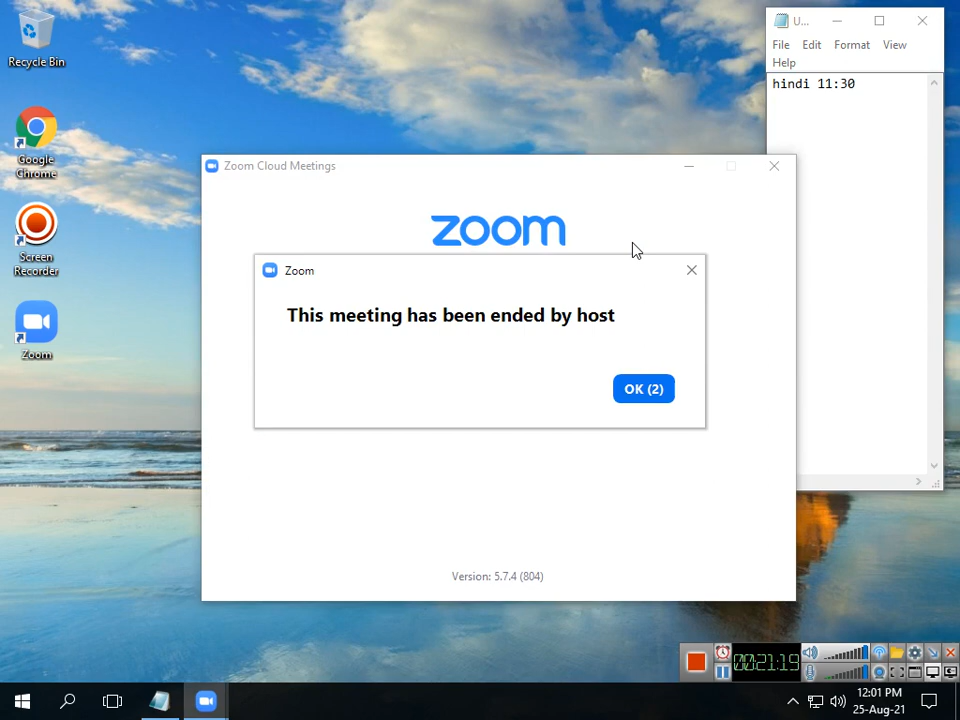 Recycle Bin
Google
Chrome
Screen
Recorder
Zoom
U...
File Edit Format View
Help
hindi 11:30
Zoom Cloud Meetings
zoom
Zoom
This meeting has been ended by host
OK (2)
Version: 5.7.4 (804)
00:21:19
12:01 PM
25-Aug-21